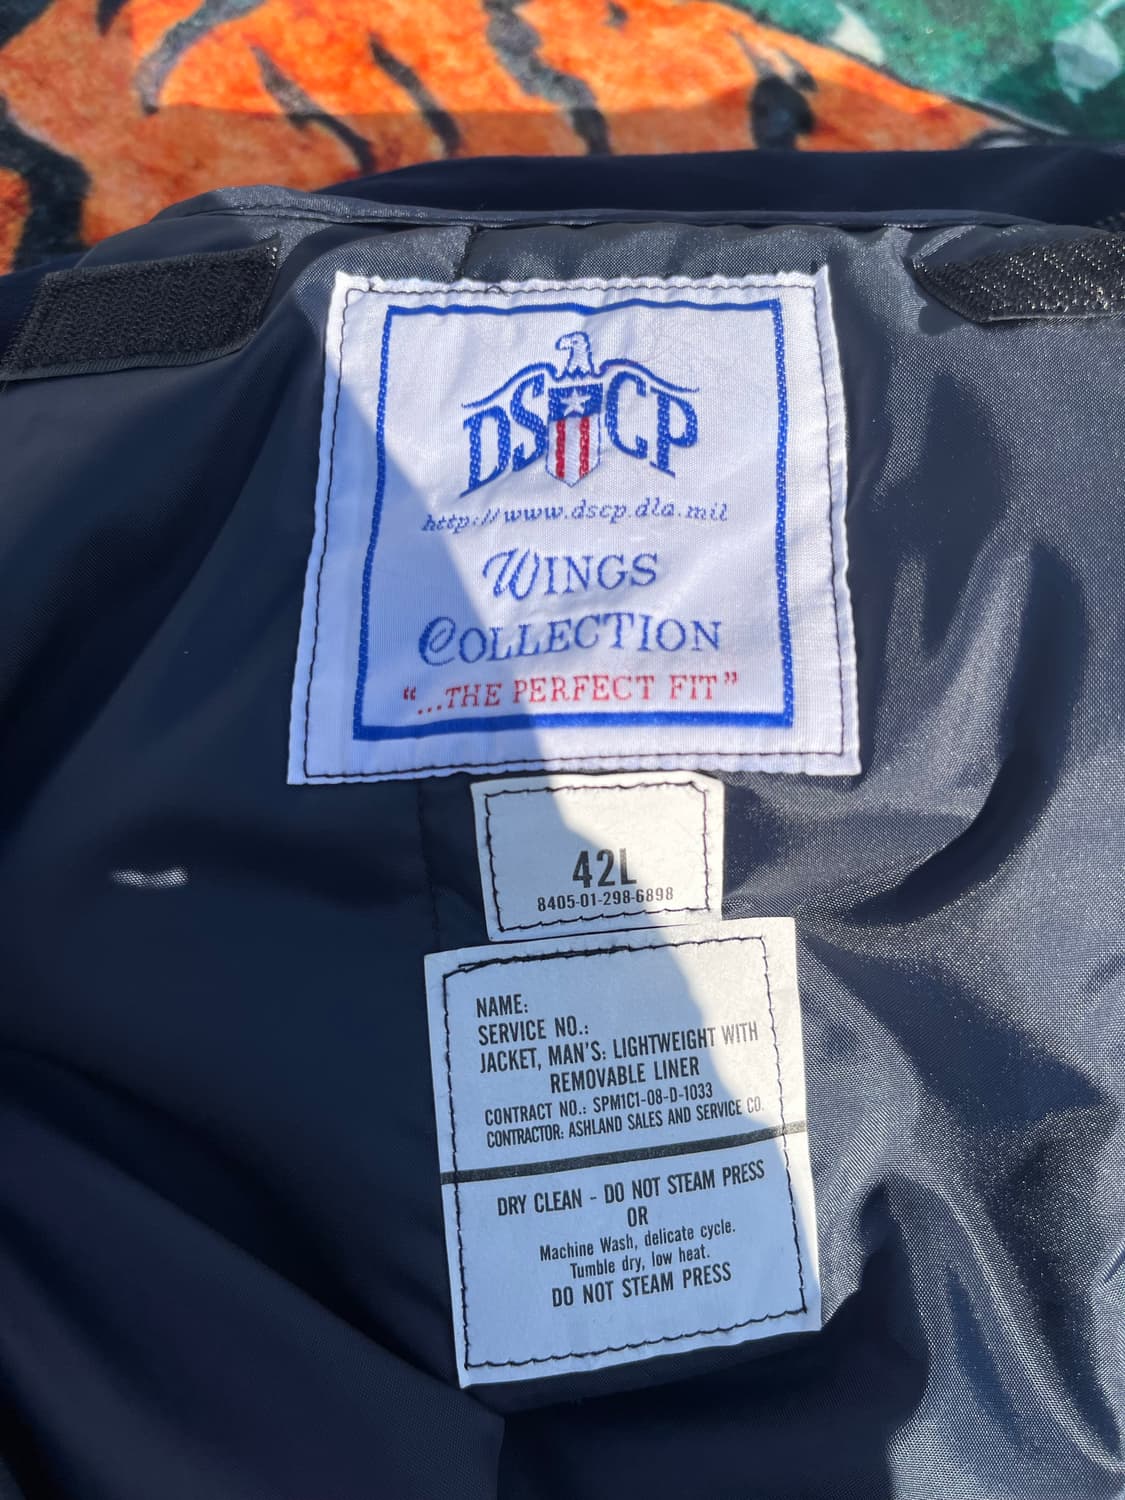 DSCP
http://www.dscp.dla.mil
WINGS
COLLECTION
"...THE PERFECT FIT"
42L
8405-01-298-6898
NAME:
SERVICE NO.:
JACKET, MAN'S: LIGHTWEIGHT WITH
REMOVABLE LINER
CONTRACT NO.: SPM1C1-08-D-1033
CONTRACTOR: ASHLAND SALES AND SERVICE CO.
DRY CLEAN - DO NOT STEAM PRESS
OR
Machine Wash, delicate cycle.
Tumble dry, low heat.
DO NOT STEAM PRESS